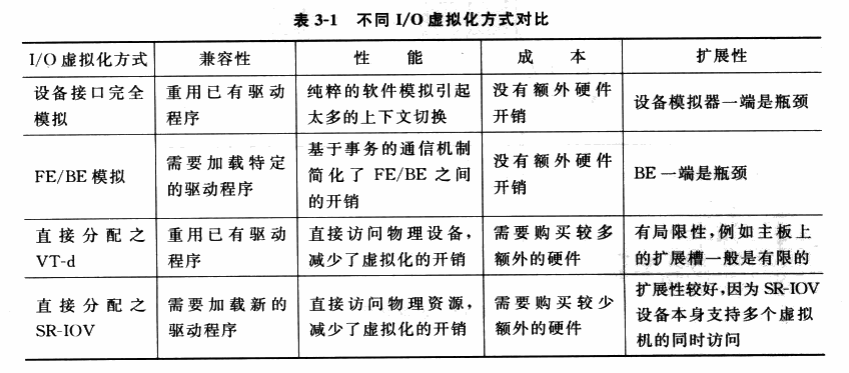 表 3-1 不同 I/O 虚拟化方式对比
I/O 虚拟化方式 兼容性 性 能 成 本 扩展性
设备接口完全
模拟
重用已有驱动
程序
纯粹的软件模拟引起
太多的上下文切换
没有额外硬件
开销
设备模拟器一端是瓶颈
FE/BE 模拟
需要加载特定
的驱动程序
基于事务的通信机制
简化了 FE/BE 之间
的开销
没有额外硬件
开销
BE 一端是瓶颈
直接分配之
VT-d
重用已有驱动
程序
直接访问物理设备,
减少了虚拟化的开销
需要购买较多
额外的硬件
有局限性,例如主板上
的扩展槽一般是有限的
直接分配之
SR-IOV
需要加载新的
驱动程序
直接访问物理资源,
减少了虚拟化的开销
需要购买较少
额外的硬件
扩展性较好,因为 SR-IOV
设备本身支持多个虚拟
机的同时访问